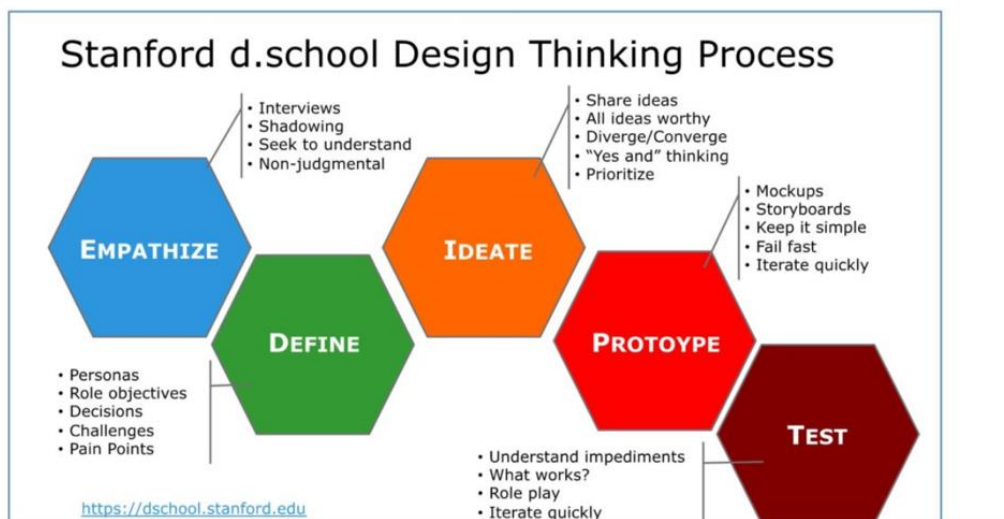 Stanford d.school Design Thinking Process
• Interviews
• Shadowing
• Seek to understand
• Non-judgmental
EMPATHIZE
• Share ideas
• All ideas worthy
• Diverge/Converge
• "Yes and" thinking
• Prioritize
IDEATE
• Mockups
• Storyboards
• Keep it simple
• Fail fast
• Iterate quickly
DEFINE
PROTOYPE
• Personas
• Role objectives
• Decisions
• Challenges
• Pain Points
TEST
• Understand impediments
• What works?
• Role play
• Iterate quickly
https://dschool.stanford.edu